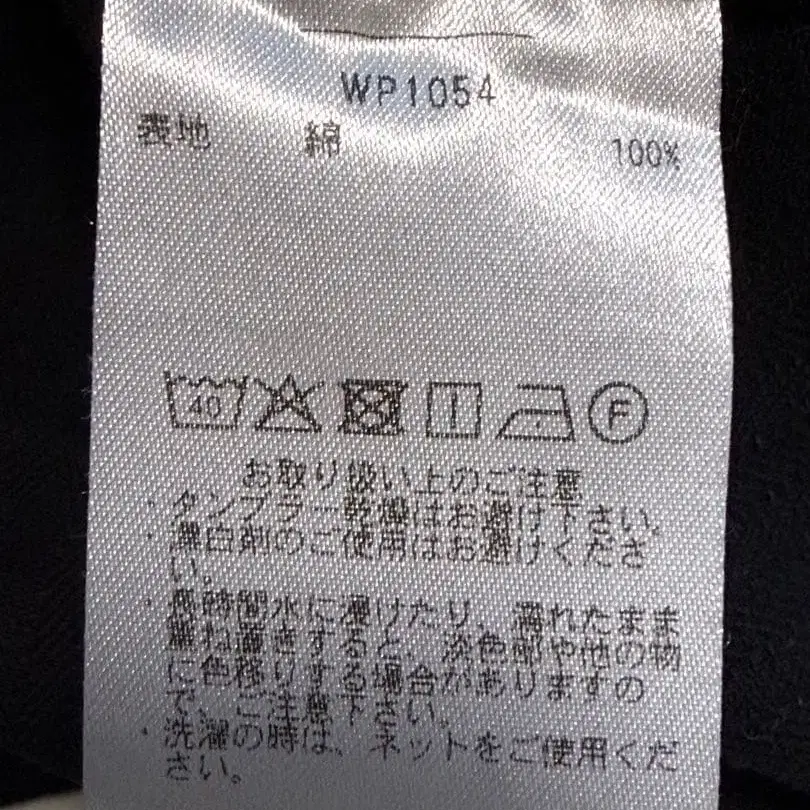 WP1054
表地 綿 100%
40 F
お取り扱い上のご注意
・タンブラー乾燥はお避け下さい。
・漂白剤のご使用はお避けくださ
い。
・長時間水に浸けたり、濡れたまま
重ね置きすると、淡色部や他の物
に色移りする場合がありますの
で、ご注意下さい。
・洗濯の時は、ネットをご使用くだ
さい。